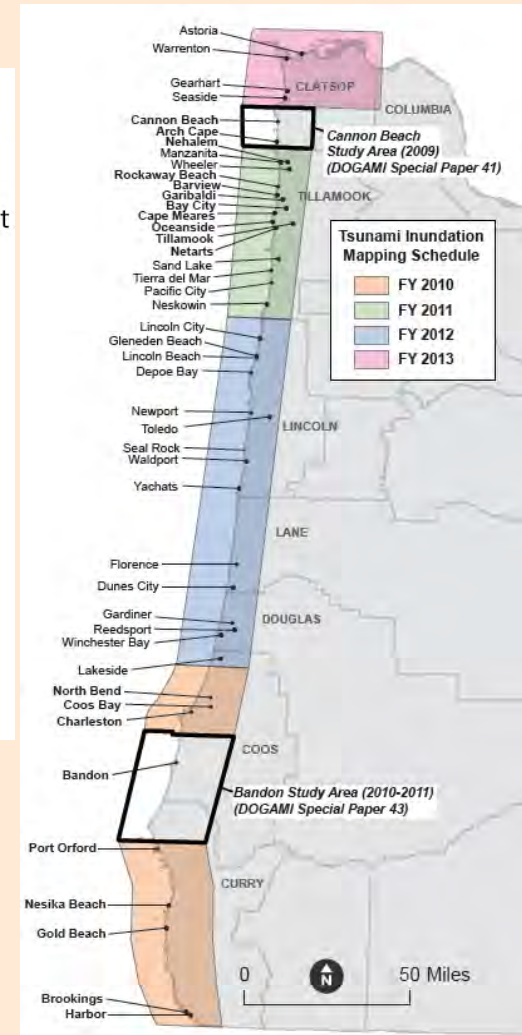 t
Astoria
Warrenton
CLATSOP
Gearhart
Seaside
COLUMBIA
Cannon Beach
Arch Cape
Nehalem
Manzanita
Wheeler
Rockaway Beach
Barview
Garibaldi
Bay City
Cape Meares
Oceanside
Tillamook
Netarts
Sand Lake
Tierra del Mar
Pacific City
Neskowin
Cannon Beach
Study Area (2009)
(DOGAMI Special Paper 41)
TILLAMOOK
Tsunami Inundation
Mapping Schedule
FY 2010
FY 2011
FY 2012
FY 2013
Lincoln City
Gleneden Beach
Lincoln Beach
Depoe Bay
Newport
Toledo
LINCOLN
Seal Rock
Waldport
Yachats
LANE
Florence
Dunes City
Gardiner
Reedsport
Winchester Bay
DOUGLAS
Lakeside
North Bend
Coos Bay
Charleston
COOS
Bandon
Bandon Study Area (2010-2011)
(DOGAMI Special Paper 43)
Port Orford
CURRY
Nesika Beach
Gold Beach
0 N 50 Miles
Brookings
Harbor